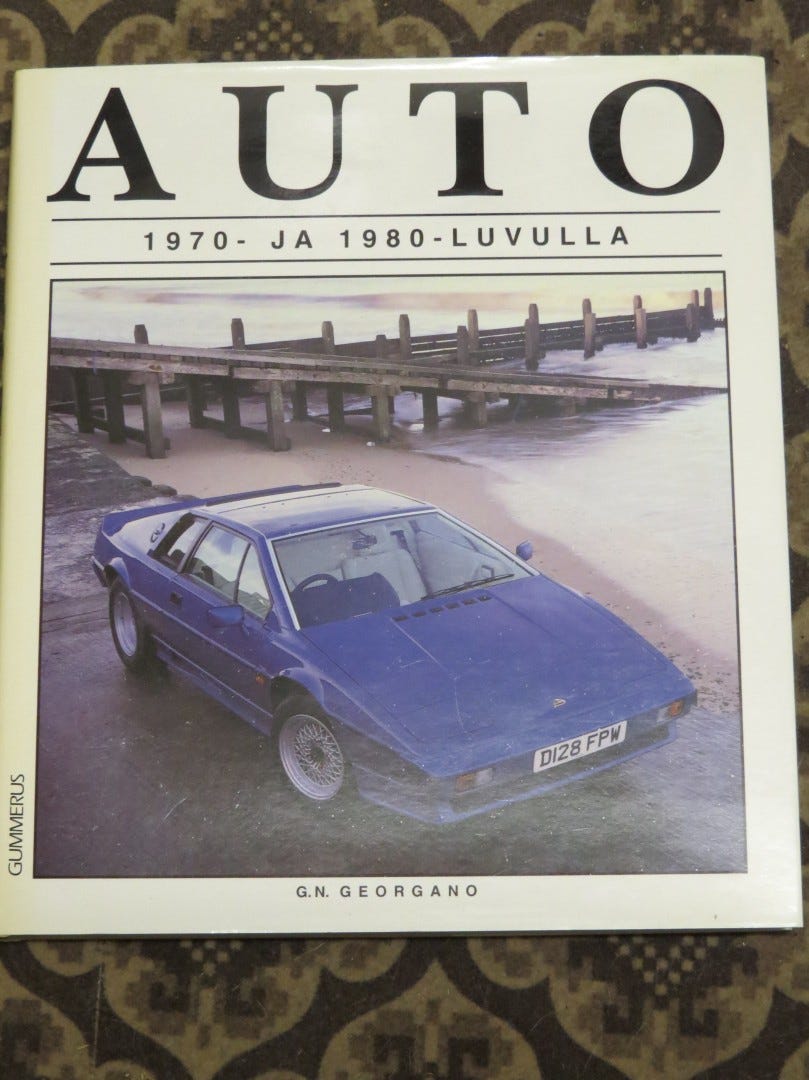 AUTO
1970- JA 1980-LUVULLA
D128 FPW
GUMMERUS
G.N. GEORGANO